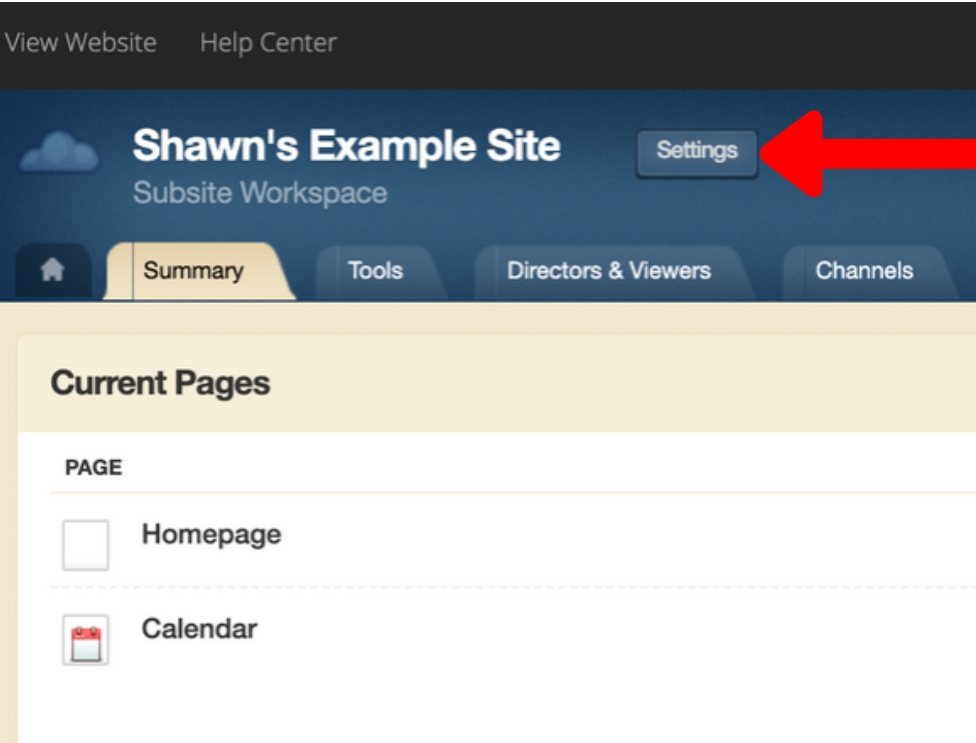 View Website Help Center
Shawn's Example Site Settings
Subsite Workspace
Summary Tools Directors & Viewers Channels
Current Pages
PAGE
Homepage
Calendar